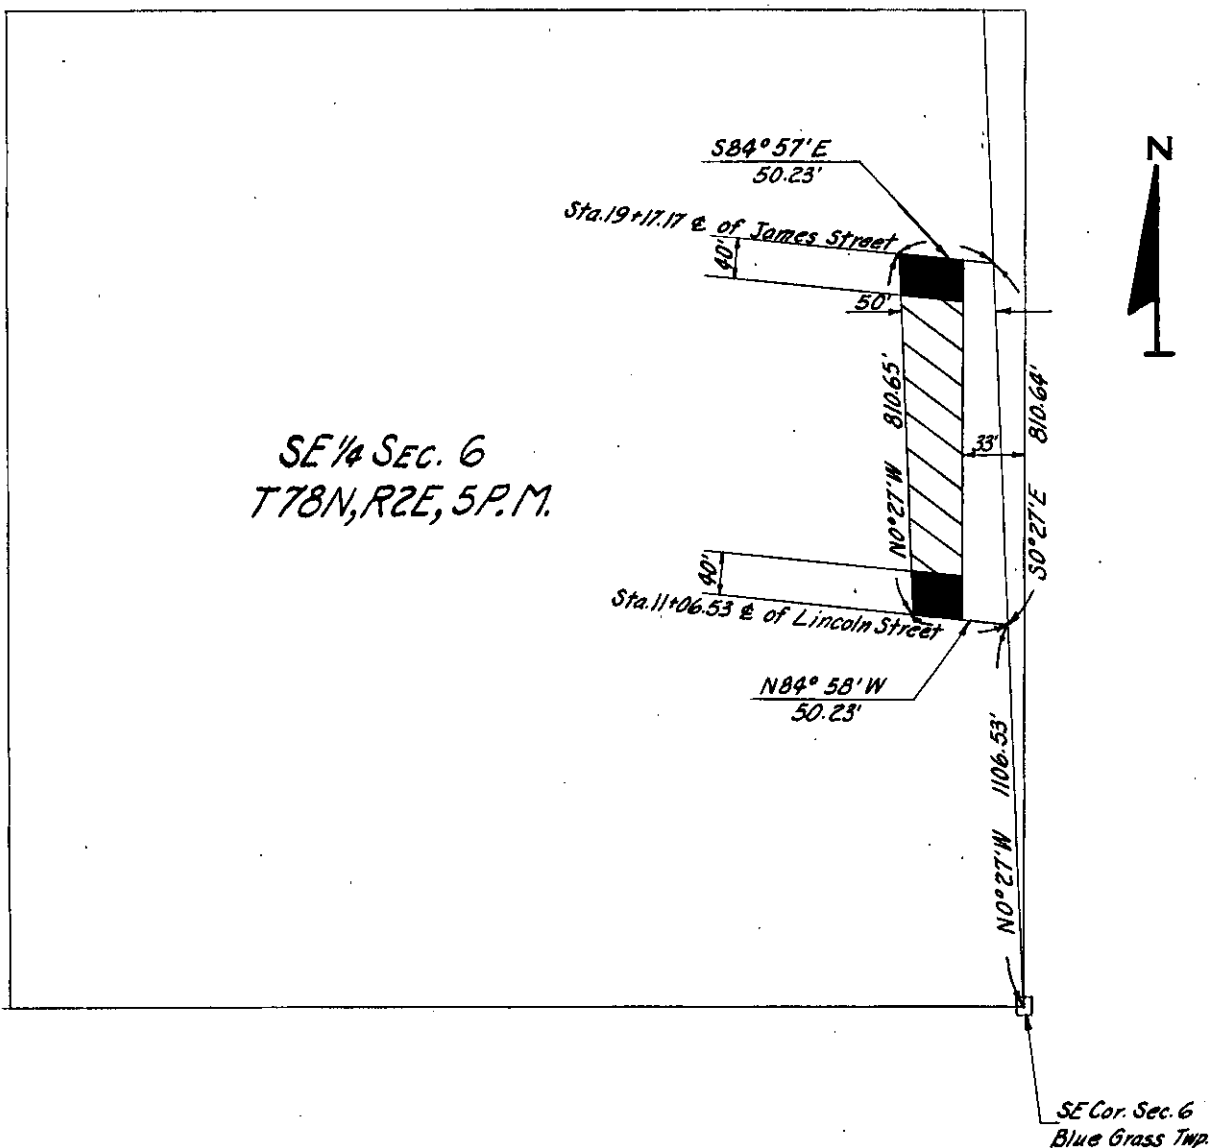 N
S84° 57' E
50.23'
Sta. 19+17.17 ℄ of James Street
40'
50'
810.65'
N0°27'W
810.64'
S0°27'E
33'
SE 1/4 SEC. 6
T78N, R2E, 5P.M.
40'
Sta. 11+06.53 ℄ of Lincoln Street
N84° 58' W
50.23'
N0°27'W 1106.53'
SE Cor. Sec. 6
Blue Grass Twp.